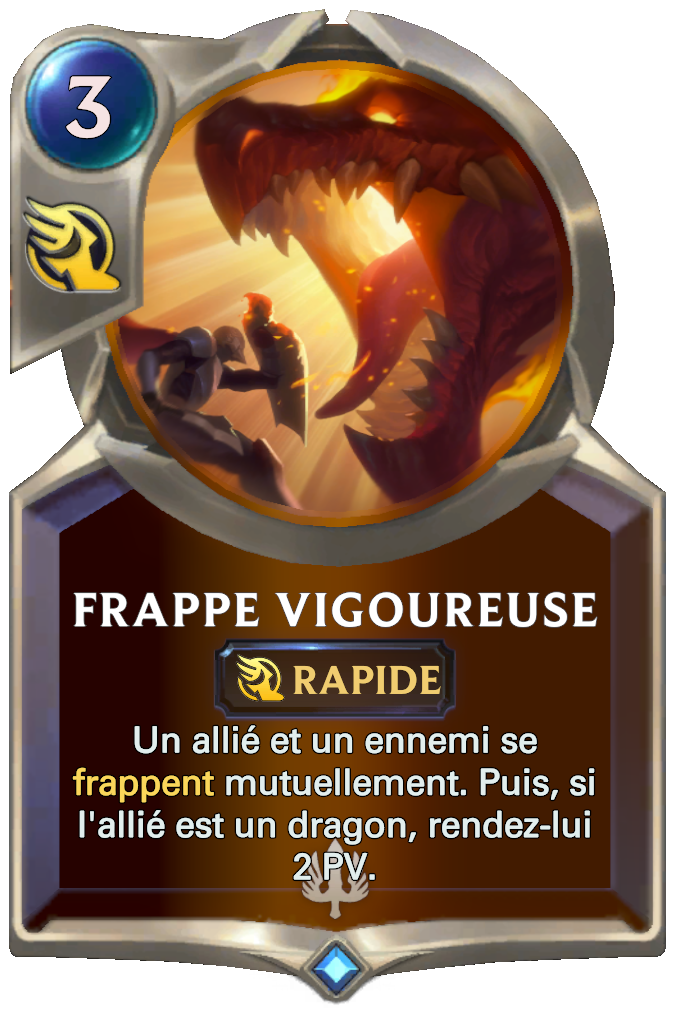 3
FRAPPE VIGOUREUSE
RAPIDE
Un allié et un ennemi se
frappent mutuellement. Puis, si
l'allié est un dragon, rendez-lui
2 PV.